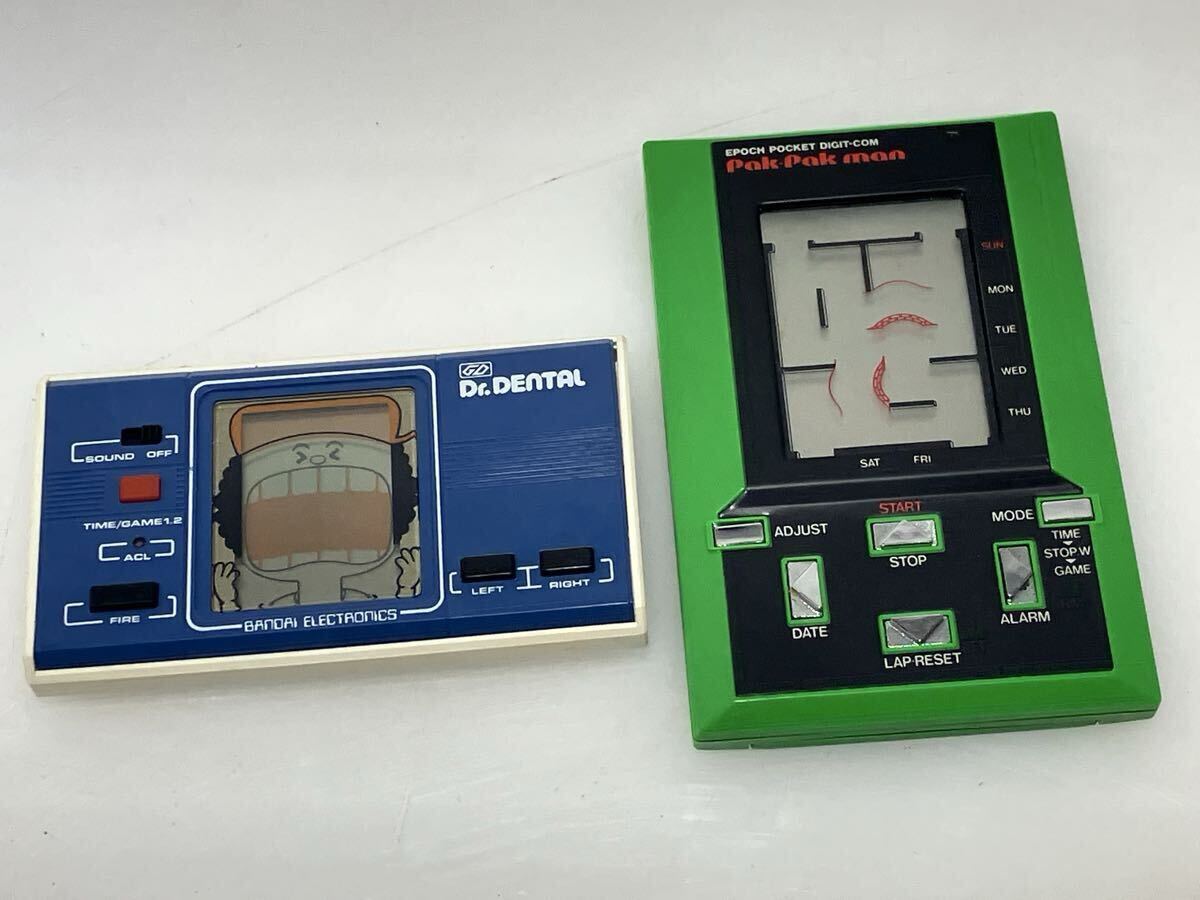 GD
Dr.DENTAL
SOUND OFF
TIME/GAME1.2
ACL
FIRE
LEFT
RIGHT
BANDAI ELECTRONICS
EPOCH POCKET DIGIT-COM
Pak-Pak man
SUN
MON
TUE
WED
THU
SAT
FRI
START
ADJUST
MODE
STOP
TIME
STOP.W
GAME
DATE
ALARM
LAP·RESET